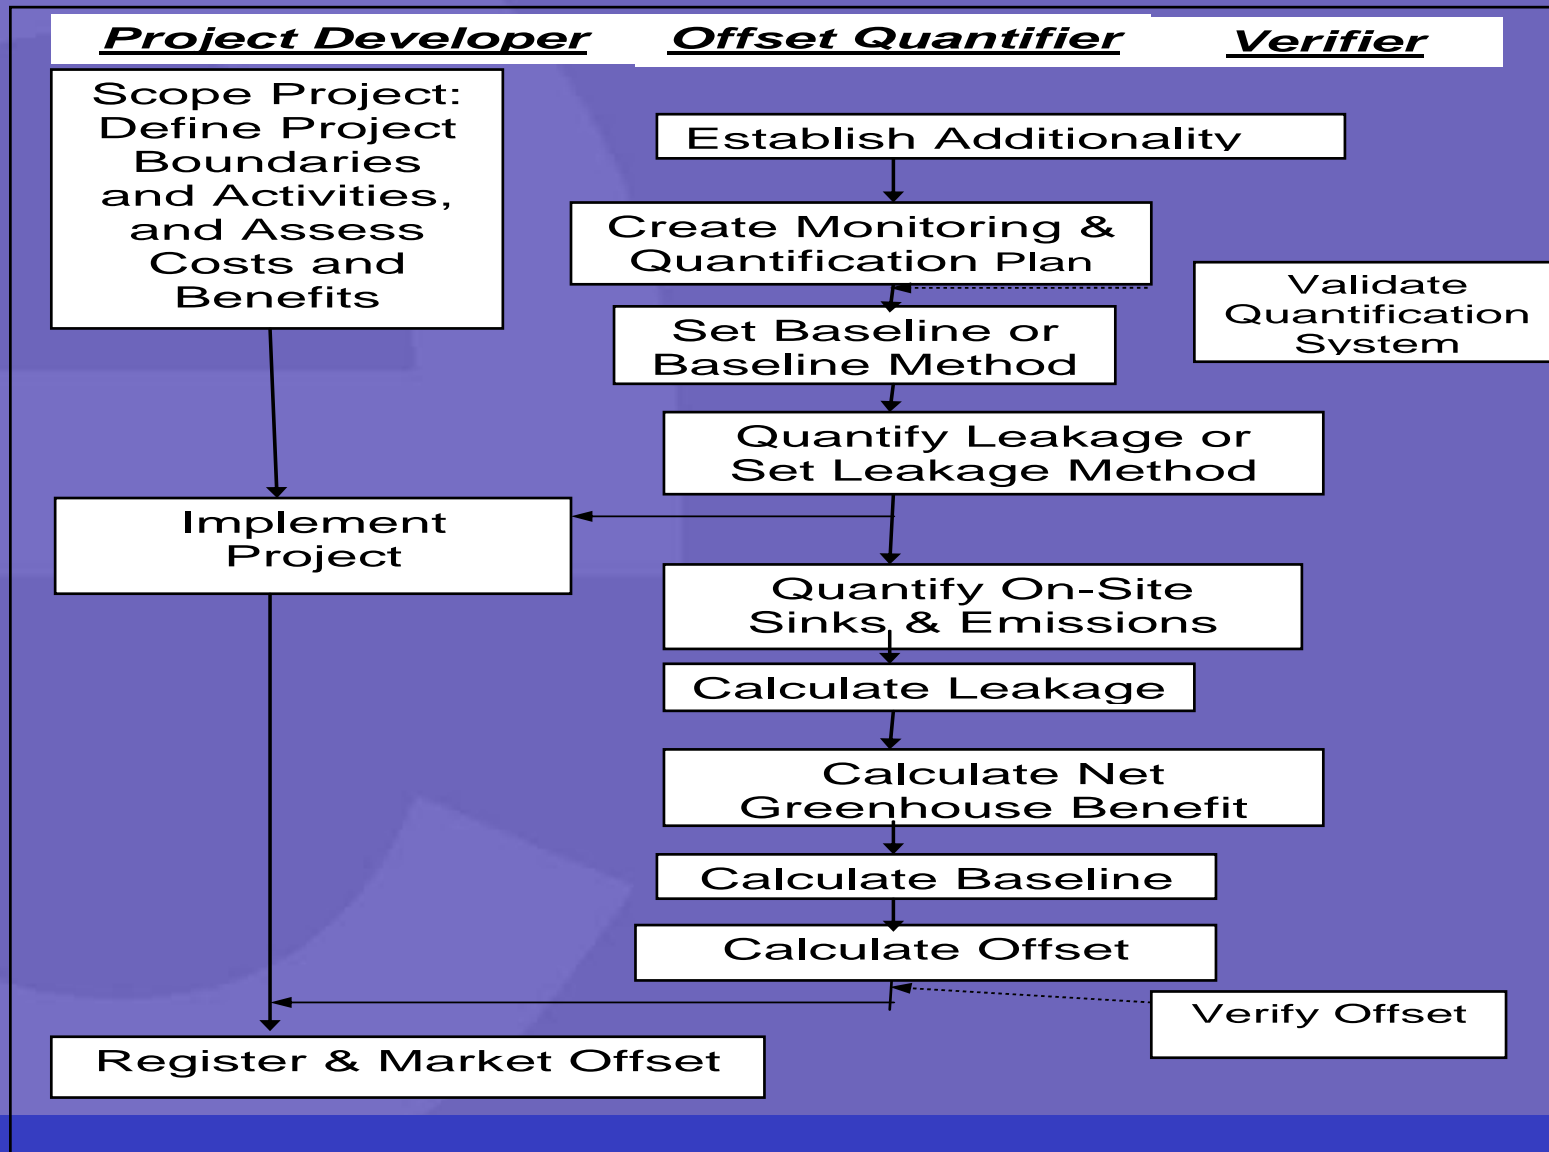 Project Developer
Offset Quantifier
Verifier
Scope Project:
Define Project
Boundaries
and Activities,
and Assess
Costs and
Benefits
Establish Additionality
Create Monitoring &
Quantification Plan
Validate
Quantification
System
Set Baseline or
Baseline Method
Quantify Leakage or
Set Leakage Method
Implement
Project
Quantify On-Site
Sinks & Emissions
Calculate Leakage
Calculate Net
Greenhouse Benefit
Calculate Baseline
Calculate Offset
Verify Offset
Register & Market Offset